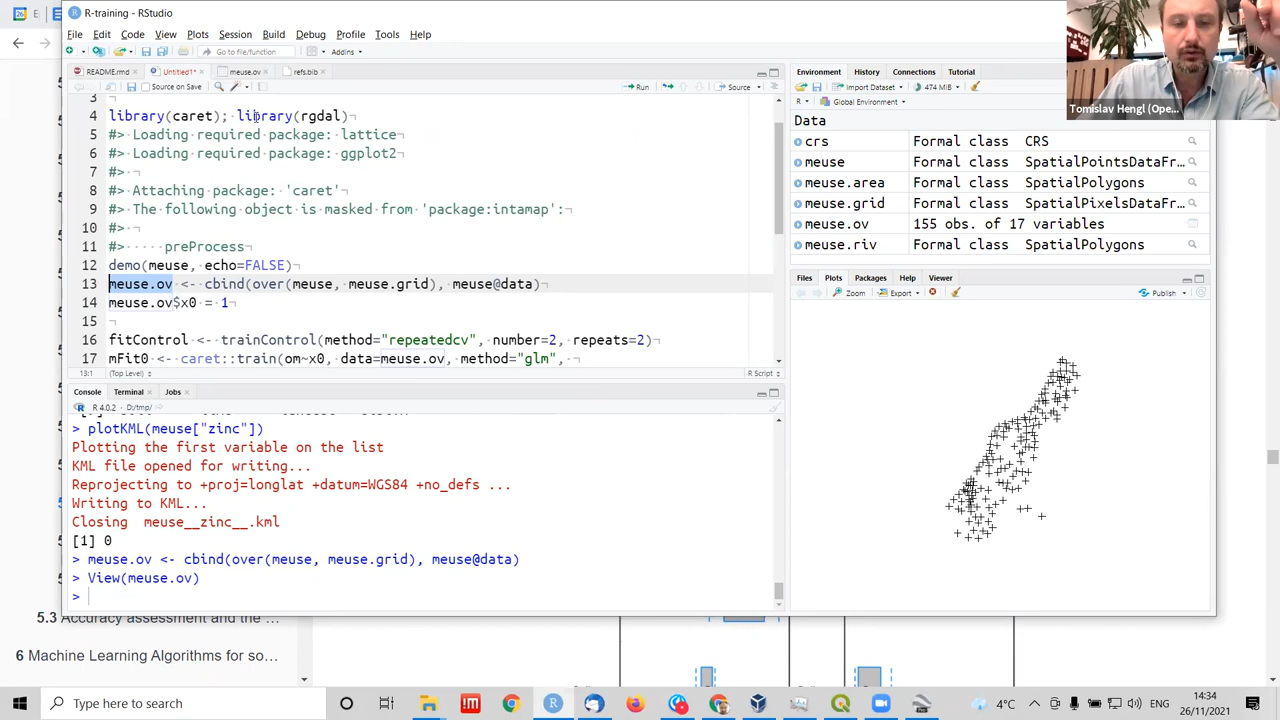 R-training - RStudio
File Edit Code View Plots Session Build Debug Profile Tools Help
Go to file/function
Addins
README.rmd
Untitled1*
meuse.ov
refs.bib
Source on Save
Run
Source
3
4 library(caret); library(rgdal)
5 #> Loading required package: lattice
6 #> Loading required package: ggplot2
7 #>
8 #> Attaching package: 'caret'
9 #> The following object is masked from 'package:intamap':
10 #>
11 #> preProcess
12 demo(meuse, echo=FALSE)
13 meuse.ov <- cbind(over(meuse, meuse.grid), meuse@data)
14 meuse.ov$x0 = 1
15
16 fitControl <- trainControl(method="repeatedcv", number=2, repeats=2)
17 mFit0 <- caret::train(om~x0, data=meuse.ov, method="glm",
13:1 (Top Level) R Script
Console Terminal Jobs
R 4.0.2 · D:/tmp/
> plotKML(meuse["zinc"])
Plotting the first variable on the list
KML file opened for writing...
Reprojecting to +proj=longlat +datum=WGS84 +no_defs ...
Writing to KML...
Closing meuse__zinc__.kml
[1] 0
> meuse.ov <- cbind(over(meuse, meuse.grid), meuse@data)
> View(meuse.ov)
>
Environment History Connections Tutorial
Import Dataset 474 MiB
R Global Environment
Data
crs Formal class CRS
meuse Formal class SpatialPointsDataFr...
meuse.area Formal class SpatialPolygons
meuse.grid Formal class SpatialPixelsDataFr...
meuse.ov 155 obs. of 17 variables
meuse.riv Formal class SpatialPolygons
Files Plots Packages Help Viewer
Zoom Export Publish
Tomislav Hengl (Ope...
5.3 Accuracy assessment and the ...
6 Machine Learning Algorithms for so...
Type here to search
4°C
ENG
14:34
26/11/2021